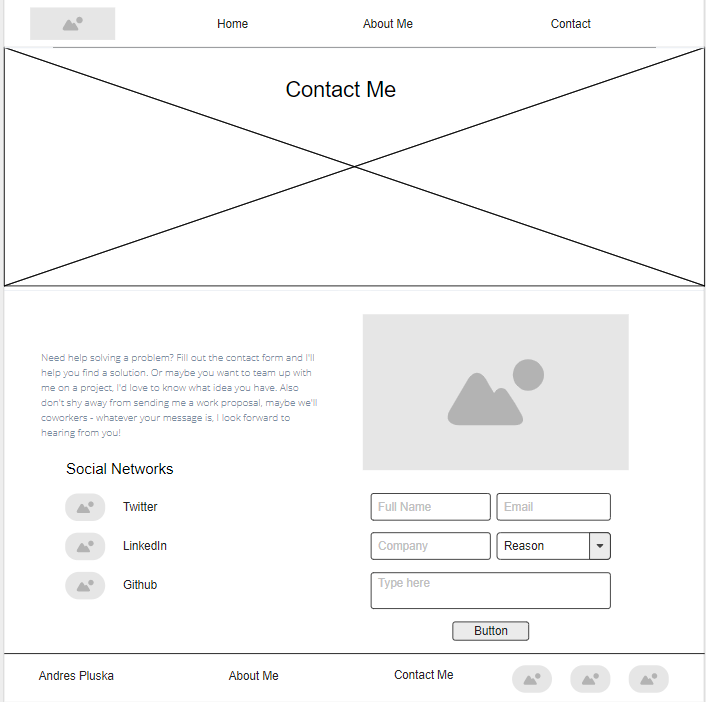 Home
About Me
Contact
Contact Me
Need help solving a problem? Fill out the contact form and I'll
help you find a solution. Or maybe you want to team up with
me on a project, I'd love to know what idea you have. Also
don't shy away from sending me a work proposal, maybe we'll
coworkers - whatever your message is, I look forward to
hearing from you!
Social Networks
Twitter
LinkedIn
Github
Full Name
Email
Company
Reason
Type here
Button
Andres Pluska
About Me
Contact Me